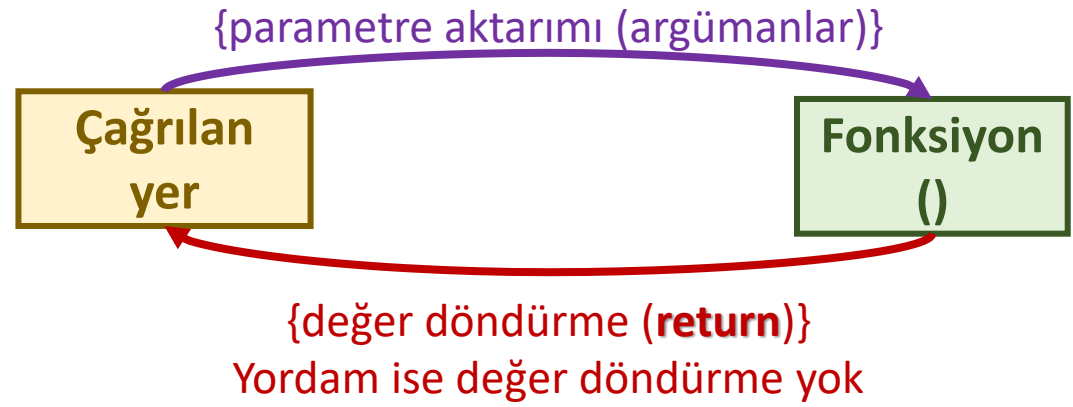 {parametre aktarımı (argümanlar)}
Çağrılan
yer
Fonksiyon
()
{değer döndürme (return)}
Yordam ise değer döndürme yok